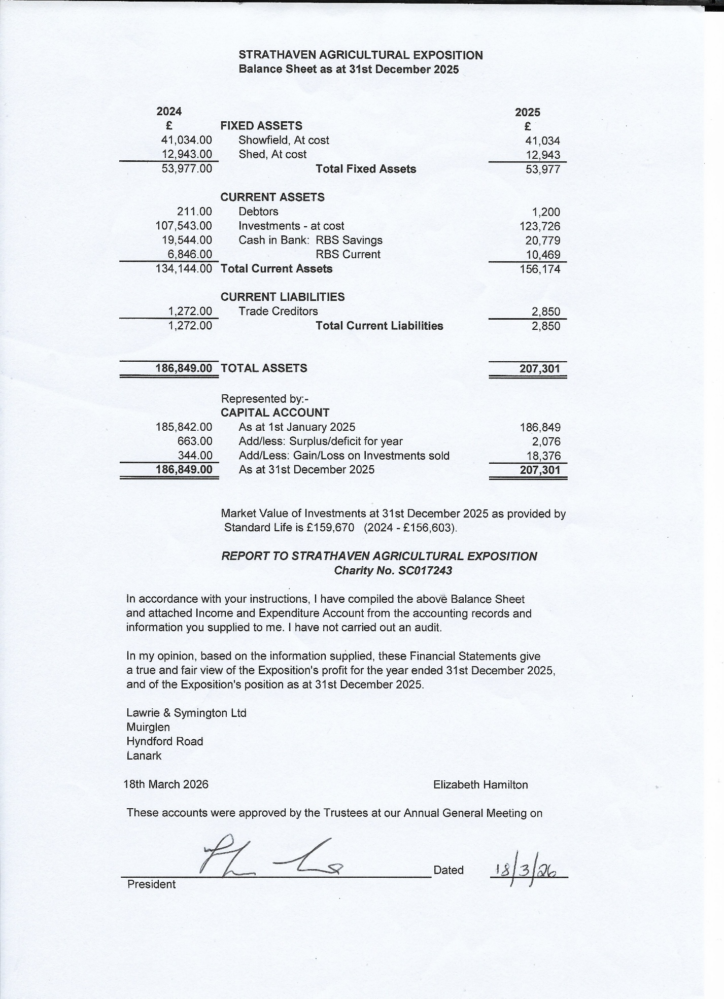 STRATHAVEN AGRICULTURAL EXPOSITION
Balance Sheet as at 31st December 2025
2024 2025
£ FIXED ASSETS £
41,034.00 Showfield, At cost 41,034
12,943.00 Shed, At cost 12,943
53,977.00 Total Fixed Assets 53,977
CURRENT ASSETS
211.00 Debtors 1,200
107,543.00 Investments - at cost 123,726
19,544.00 Cash in Bank: RBS Savings 20,779
6,846.00 RBS Current 10,469
134,144.00 Total Current Assets 156,174
CURRENT LIABILITIES
1,272.00 Trade Creditors 2,850
1,272.00 Total Current Liabilities 2,850
186,849.00 TOTAL ASSETS 207,301
Represented by:-
CAPITAL ACCOUNT
185,842.00 As at 1st January 2025 186,849
663.00 Add/less: Surplus/deficit for year 2,076
344.00 Add/Less: Gain/Loss on Investments sold 18,376
186,849.00 As at 31st December 2025 207,301
Market Value of Investments at 31st December 2025 as provided by
Standard Life is £159,670 (2024 - £156,603).
REPORT TO STRATHAVEN AGRICULTURAL EXPOSITION
Charity No. SC017243
In accordance with your instructions, I have compiled the above Balance Sheet
and attached Income and Expenditure Account from the accounting records and
information you supplied to me. I have not carried out an audit.
In my opinion, based on the information supplied, these Financial Statements give
a true and fair view of the Exposition's profit for the year ended 31st December 2025,
and of the Exposition's position as at 31st December 2025.
Lawrie & Symington Ltd
Muirglen
Hyndford Road
Lanark
18th March 2026 Elizabeth Hamilton
These accounts were approved by the Trustees at our Annual General Meeting on
Dated 18/3/26
President